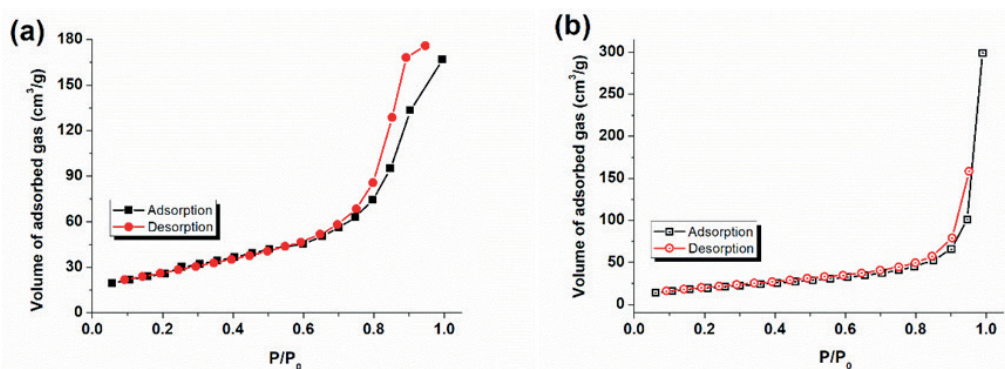 (a)
180
150
120
90
60
30
0
Volume of adsorbed gas (cm³/g)
Adsorption
Desorption
0.0 0.2 0.4 0.6 0.8 1.0
P/P₀
(b)
300
250
200
150
100
50
0
Volume of adsorbed gas (cm³/g)
Adsorption
Desorption
0.0 0.2 0.4 0.6 0.8 1.0
P/P₀